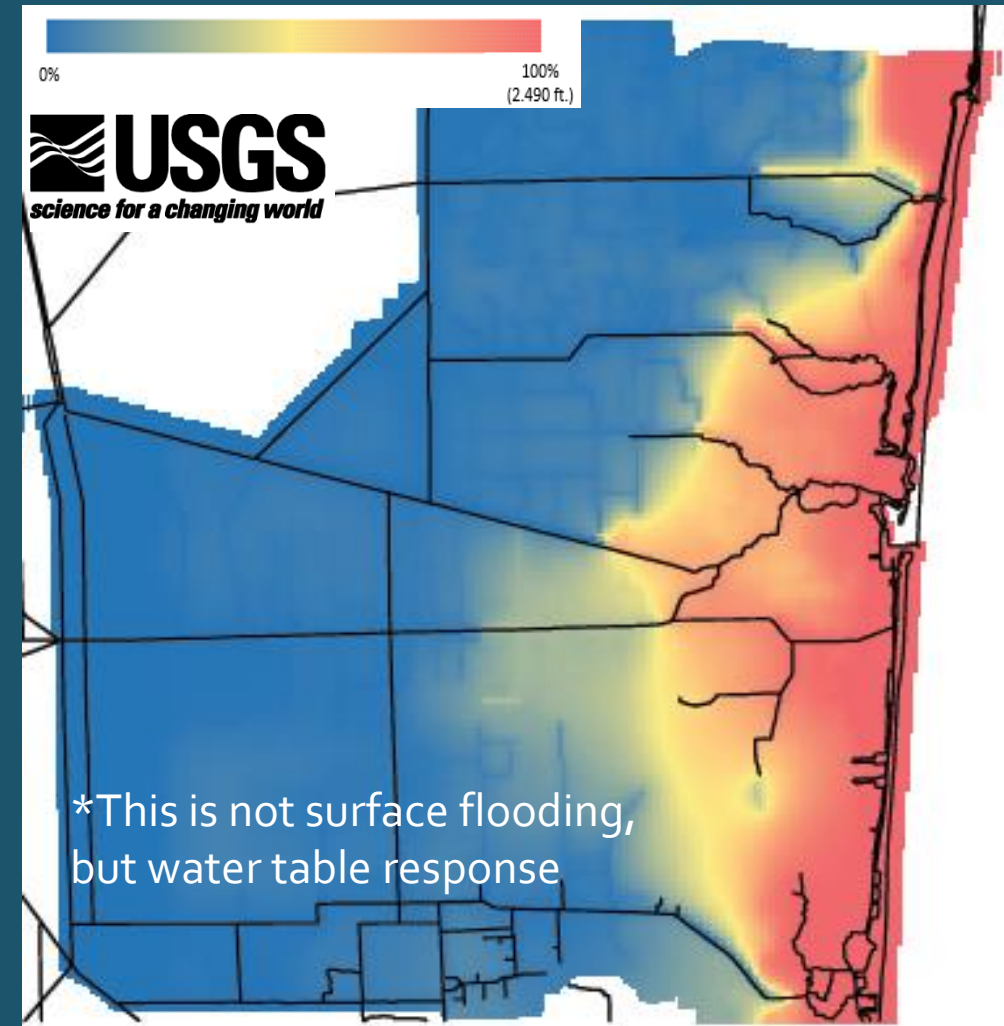 0%
100%
(2.490 ft.)
USGS
science for a changing world
*This is not surface flooding,
but water table response